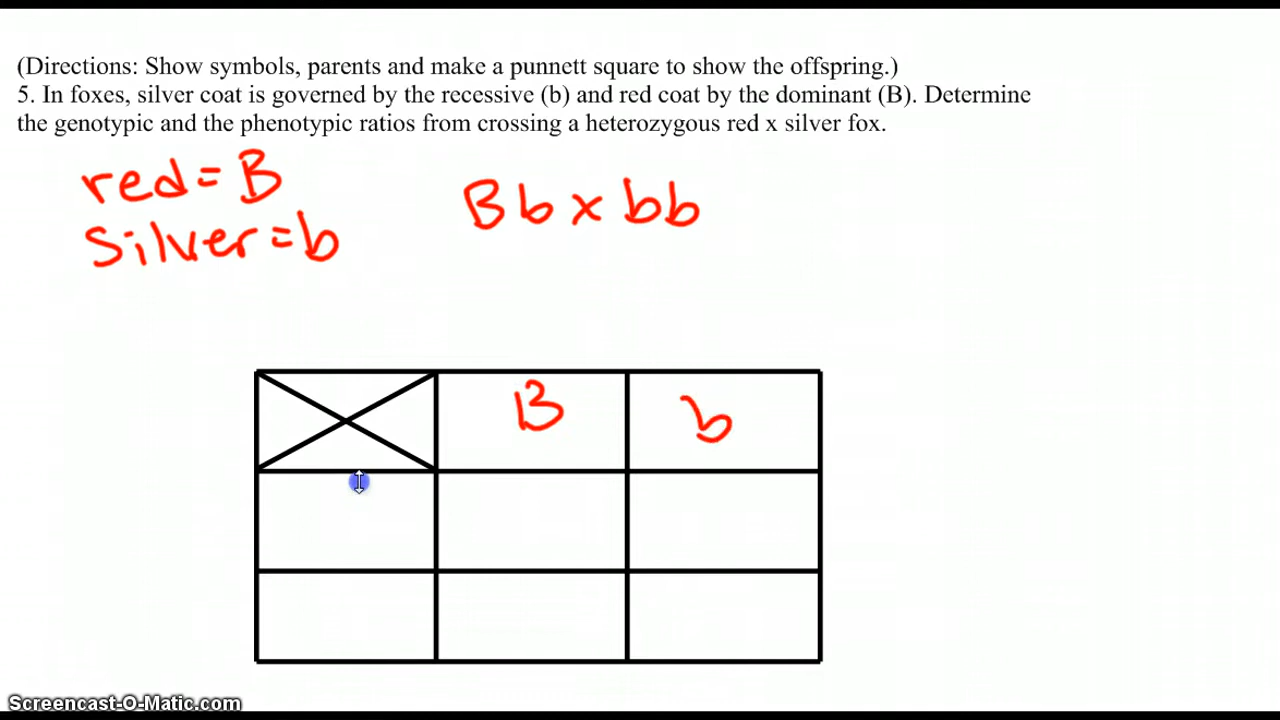 (Directions: Show symbols, parents and make a punnett square to show the offspring.)
5. In foxes, silver coat is governed by the recessive (b) and red coat by the dominant (B). Determine
the genotypic and the phenotypic ratios from crossing a heterozygous red x silver fox.
red = B
Silver = b
Bb x bb
B b
Screencast-O-Matic.com